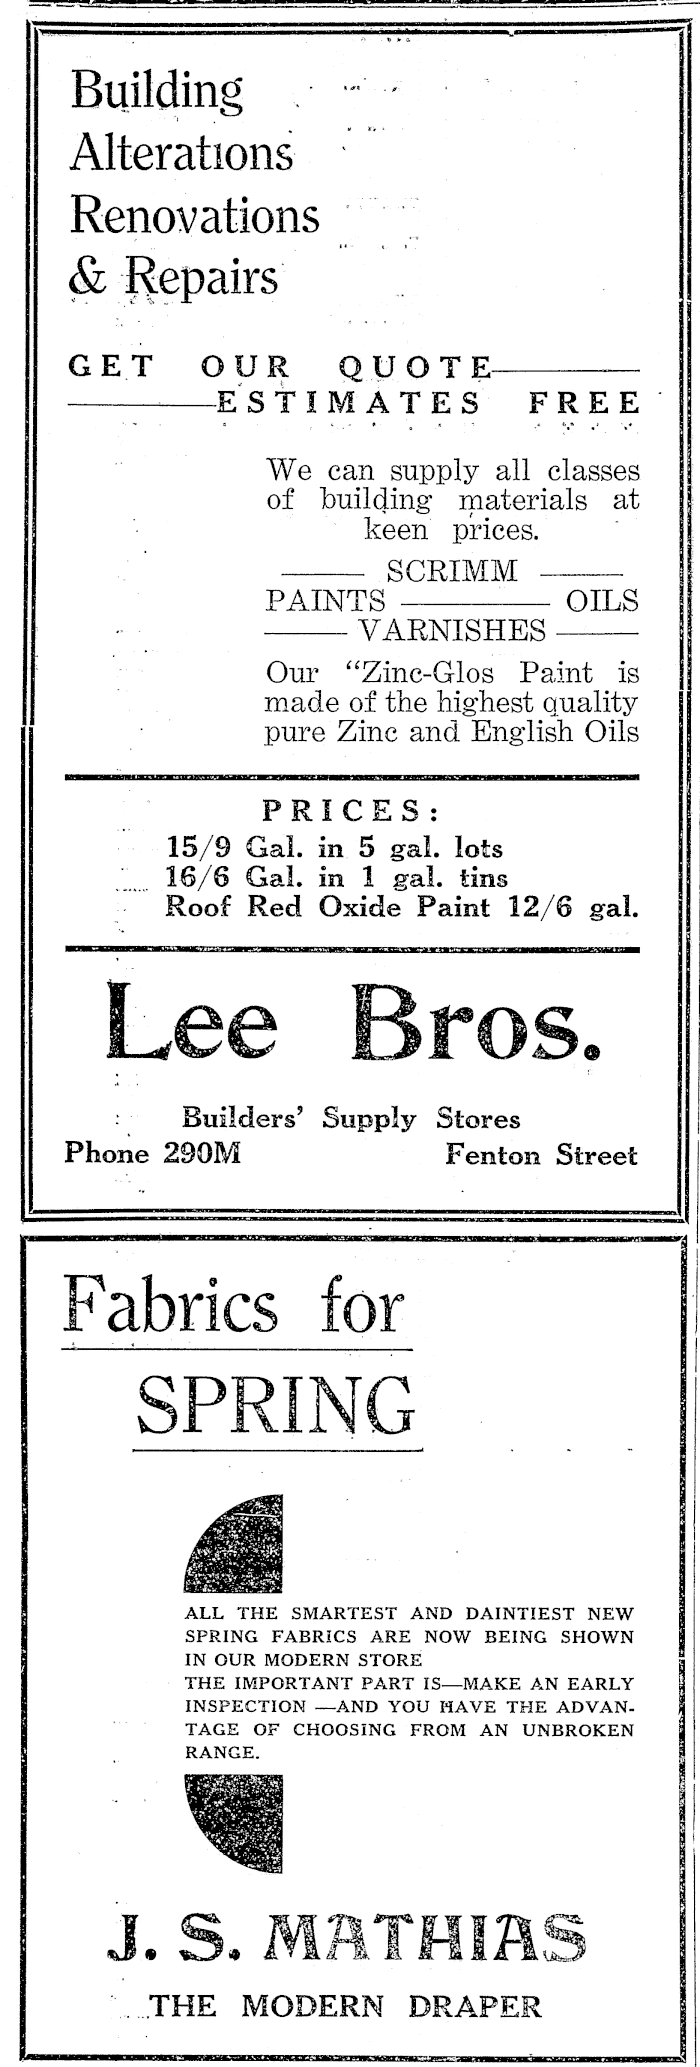 Building
Alterations
Renovations
& Repairs
GET OUR QUOTE
ESTIMATES FREE
We can supply all classes
of building materials at
keen prices.
SCRIMM
PAINTS OILS
VARNISHES
Our “Zinc-Glos Paint is
made of the highest quality
pure Zinc and English Oils
PRICES:
15/9 Gal. in 5 gal. lots
16/6 Gal. in 1 gal. tins
Roof Red Oxide Paint 12/6 gal.
Lee Bros.
Builders’ Supply Stores
Phone 290M Fenton Street
Fabrics for
SPRING
ALL THE SMARTEST AND DAINTIEST NEW
SPRING FABRICS ARE NOW BEING SHOWN
IN OUR MODERN STORE
THE IMPORTANT PART IS—MAKE AN EARLY
INSPECTION —AND YOU HAVE THE ADVAN-
TAGE OF CHOOSING FROM AN UNBROKEN
RANGE.
J. S. MATHIAS
THE MODERN DRAPER